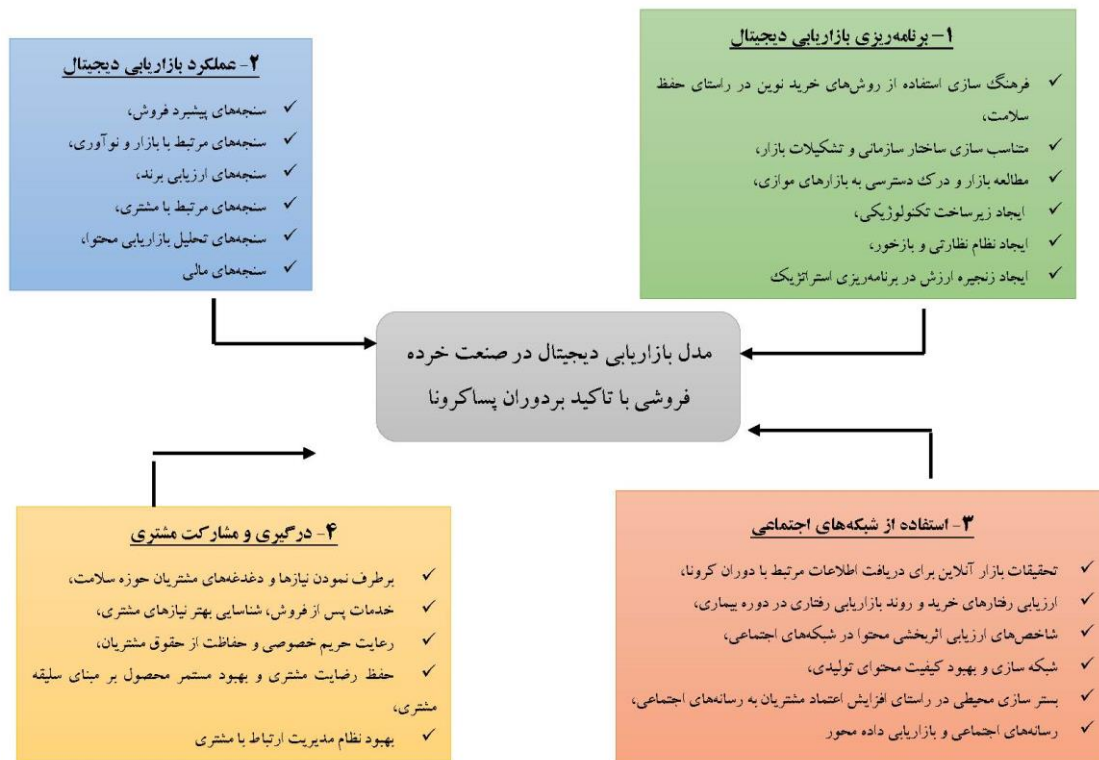 ۱- برنامه‌ریزی بازاریابی دیجیتال
فرهنگ سازی استفاده از روش‌های خرید نوین در راستای حفظ
سلامت،
متناسب سازی ساختار سازمانی و تشکیلات بازار،
مطالعه بازار و درک دسترسی به بازارهای موازی،
ایجاد زیرساخت تکنولوژیکی،
ایجاد نظام نظارتی و بازخور،
ایجاد زنجیره ارزش در برنامه‌ریزی استراتژیک
۲- عملکرد بازاریابی دیجیتال
سنجه‌های پیشبرد فروش،
سنجه‌های مرتبط با بازار و نوآوری،
سنجه‌های ارزیابی برند،
سنجه‌های مرتبط با مشتری،
سنجه‌های تحلیل بازاریابی محتوا،
سنجه‌های مالی
مدل بازاریابی دیجیتال در صنعت خرده
فروشی با تاکید بردوران پساکرونا
۳- استفاده از شبکه‌های اجتماعی
تحقیقات بازار آنلاین برای دریافت اطلاعات مرتبط با دوران کرونا،
ارزیابی رفتارهای خرید و روند بازاریابی رفتاری در دوره بیماری،
شاخص‌های ارزیابی اثربخشی محتوا در شبکه‌های اجتماعی،
شبکه سازی و بهبود کیفیت محتوای تولیدی،
بستر سازی محیطی در راستای افزایش اعتماد مشتریان به رسانه‌های اجتماعی،
رسانه‌های اجتماعی و بازاریابی داده محور
۴- درگیری و مشارکت مشتری
برطرف نمودن نیازها و دغدغه‌های مشتریان حوزه سلامت،
خدمات پس از فروش، شناسایی بهتر نیازهای مشتری،
رعایت حریم خصوصی و حفاظت از حقوق مشتریان،
حفظ رضایت مشتری و بهبود مستمر محصول بر مبنای سلیقه
مشتری،
بهبود نظام مدیریت ارتباط با مشتری